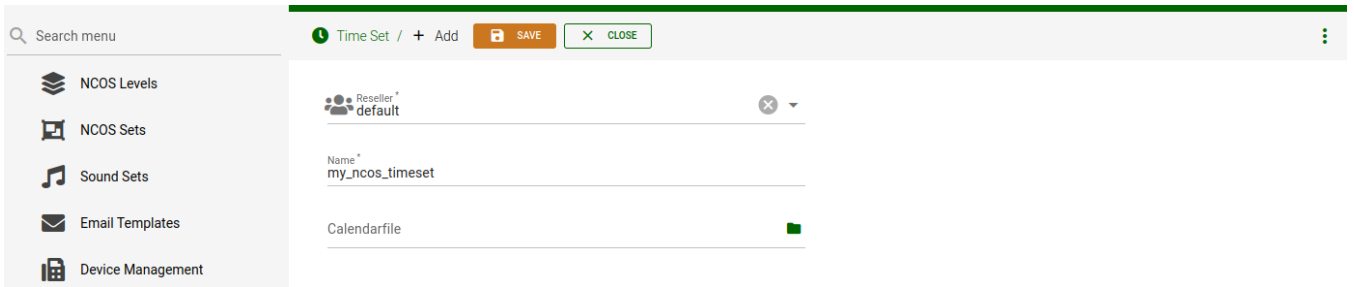 Search menu
NCOS Levels
NCOS Sets
Sound Sets
Email Templates
Device Management
Time Set / + Add SAVE CLOSE
Reseller *
default
Name *
my_ncos_timeset
Calendarfile